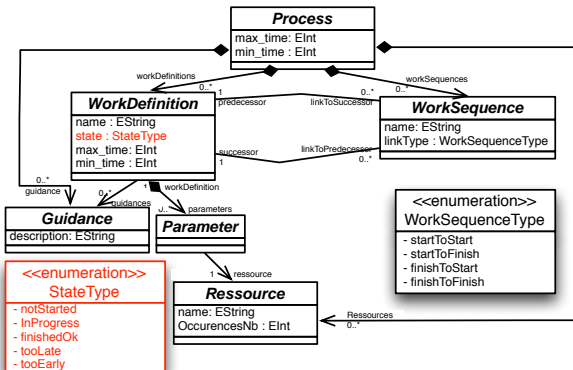 Process
max_time: EInt
min_time : EInt
workDefinitions
0..*
workSequences
0..*
WorkDefinition
name : EString
state : StateType
max_time: EInt
min_time : EInt
1
predecessor
0..*
linkToSuccessor
WorkSequence
name: EString
linkType : WorkSequenceType
successor
1
linkToPredecessor
0..*
0..*
guidance
0..*
guidances
1
workDefinition
0..*
parameters
Guidance
description: EString
Parameter
<<enumeration>>
WorkSequenceType
- startToStart
- startToFinish
- finishToStart
- finishToFinish
1
ressource
<<enumeration>>
StateType
- notStarted
- InProgress
- finishedOk
- tooLate
- tooEarly
Ressource
name: EString
OccurencesNb : EInt
Ressources
0..*